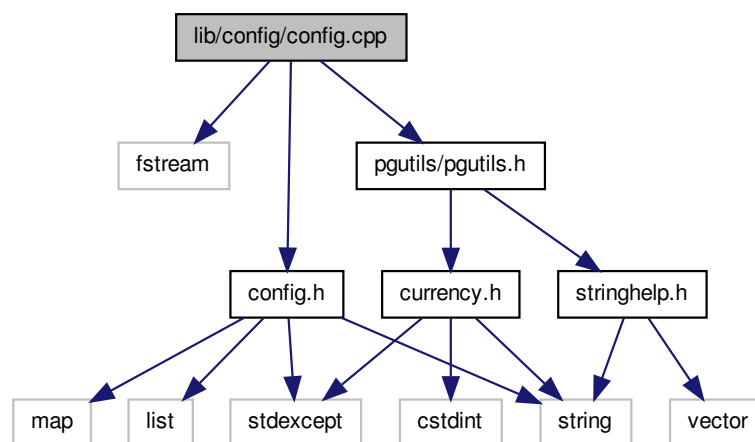 lib/config/config.cpp
fstream
pgutils/pgutils.h
config.h
currency.h
stringhelp.h
map
list
stdexcept
cstdint
string
vector